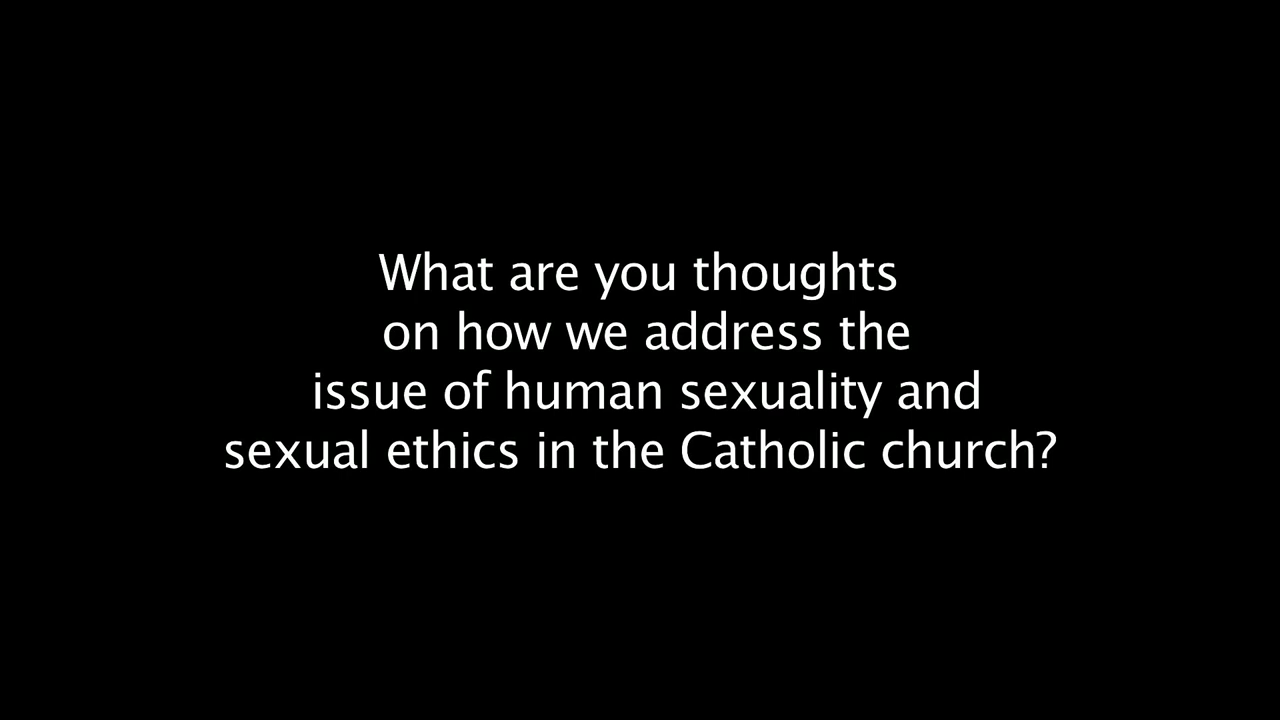 What are you thoughts
on how we address the
issue of human sexuality and
sexual ethics in the Catholic church?